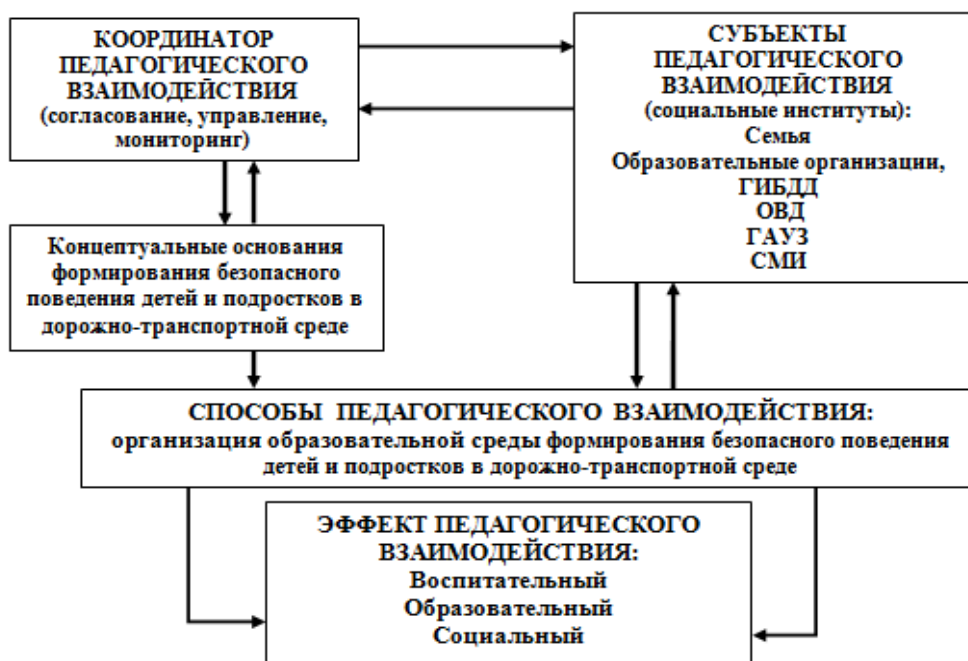 КООРДИНАТОР
ПЕДАГОГИЧЕСКОГО
ВЗАИМОДЕЙСТВИЯ
(согласование, управление,
мониторинг)
СУБЪЕКТЫ
ПЕДАГОГИЧЕСКОГО
ВЗАИМОДЕЙСТВИЯ
(социальные институты):
Семья
Образовательные организации,
ГИБДД
ОВД
ГАУЗ
СМИ
Концептуальные основания
формирования безопасного
поведения детей и подростков в
дорожно-транспортной среде
СПОСОБЫ ПЕДАГОГИЧЕСКОГО ВЗАИМОДЕЙСТВИЯ:
организация образовательной среды формирования безопасного поведения
детей и подростков в дорожно-транспортной среде
ЭФФЕКТ ПЕДАГОГИЧЕСКОГО
ВЗАИМОДЕЙСТВИЯ:
Воспитательный
Образовательный
Социальный